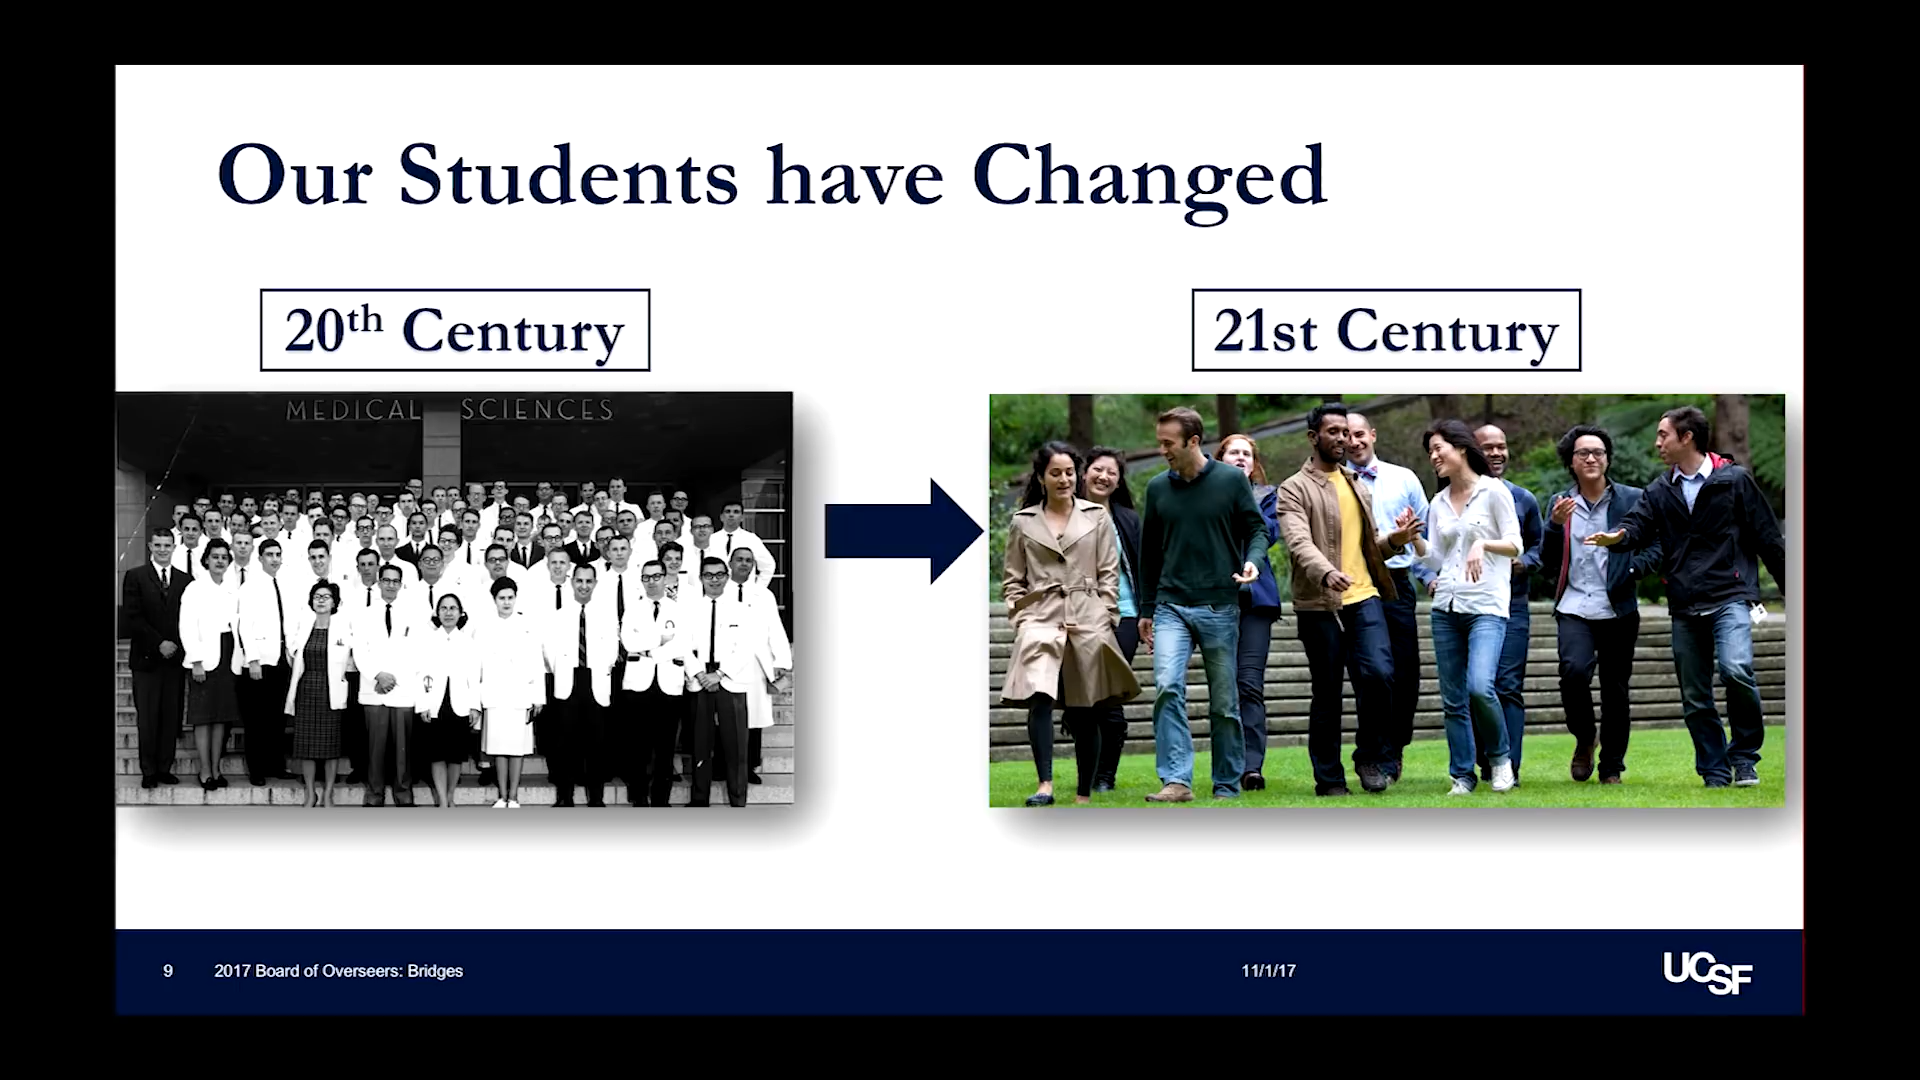 Our Students have Changed
20th Century
21st Century
MEDICAL SCIENCES
9 2017 Board of Overseers: Bridges 11/1/17 UCSF